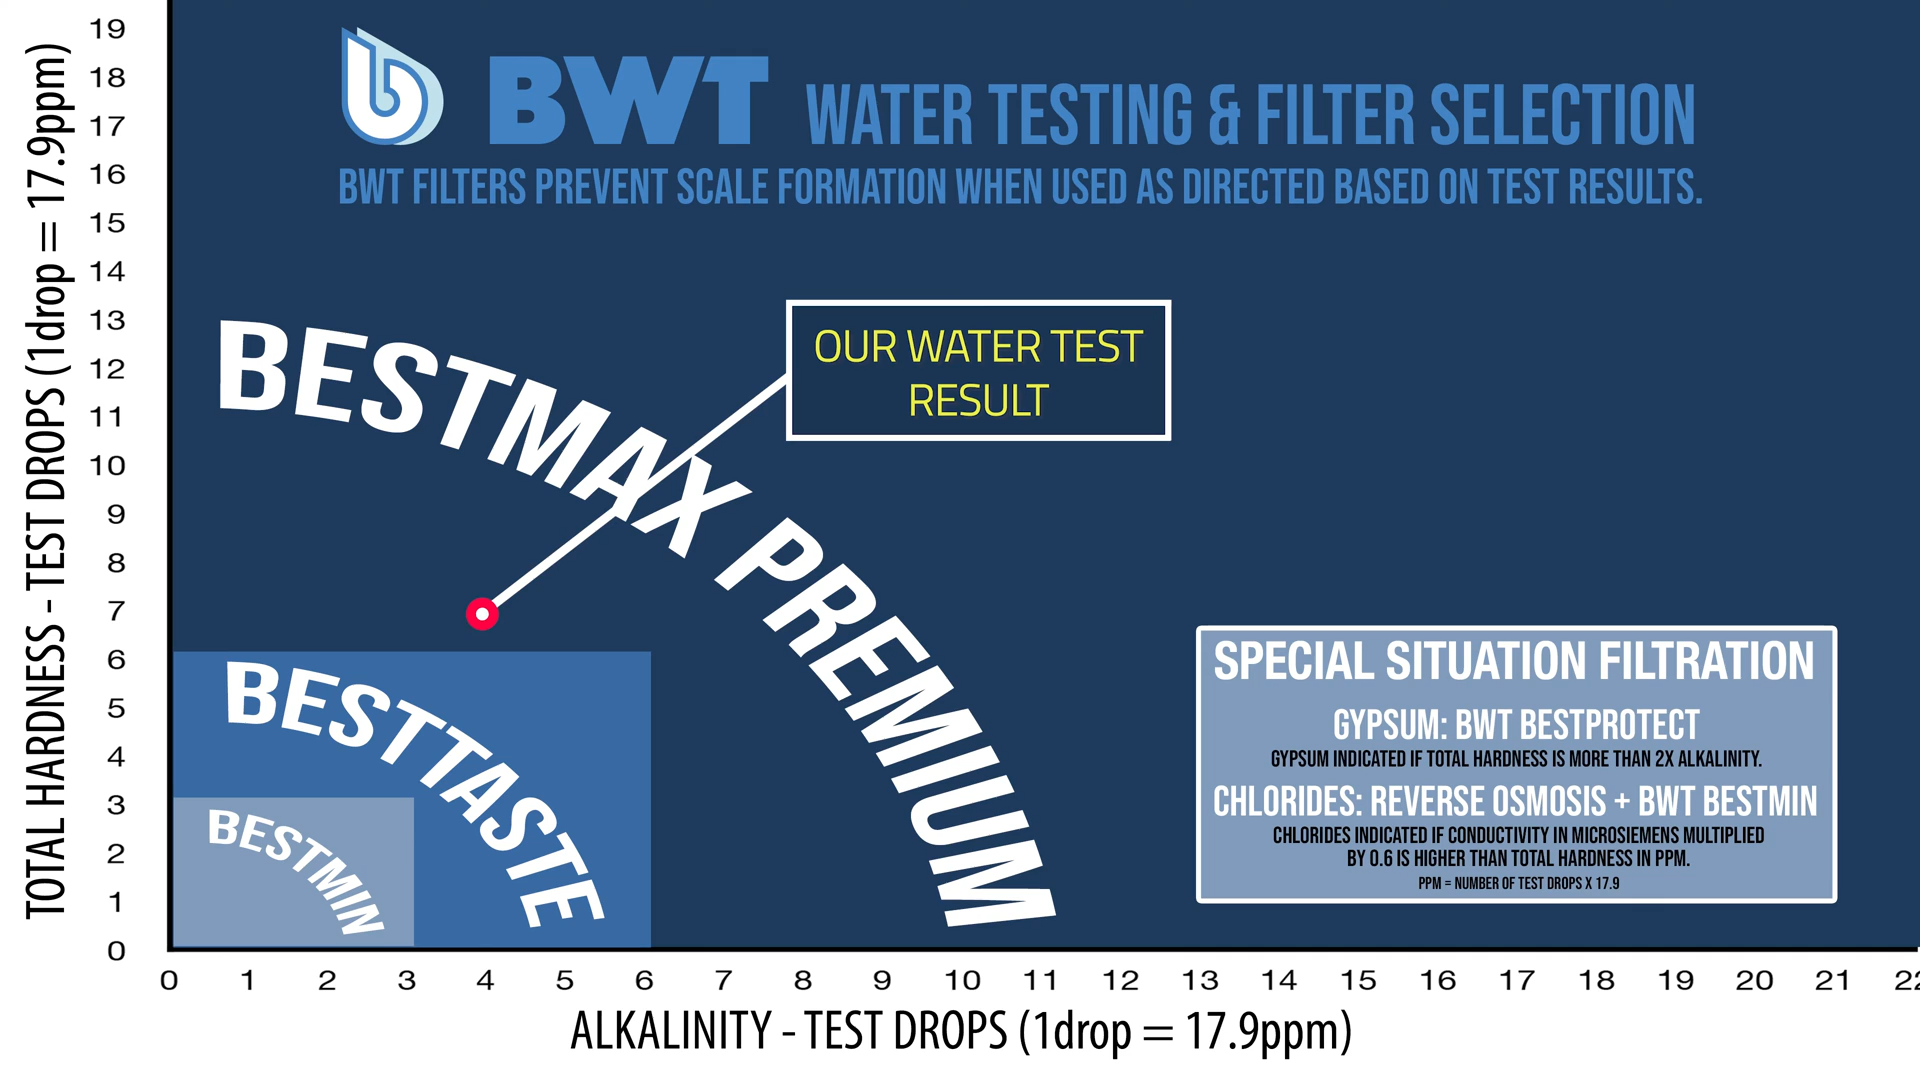 BWT WATER TESTING & FILTER SELECTION
BWT FILTERS PREVENT SCALE FORMATION WHEN USED AS DIRECTED BASED ON TEST RESULTS.
TOTAL HARDNESS - TEST DROPS (1drop = 17.9ppm)
19
18
17
16
15
14
13
12
11
10
9
8
7
6
5
4
3
2
1
0
OUR WATER TEST
RESULT
BESTMAX PREMIUM
BESTTASTE
BESTMIN
SPECIAL SITUATION FILTRATION
GYPSUM: BWT BESTPROTECT
GYPSUM INDICATED IF TOTAL HARDNESS IS MORE THAN 2X ALKALINITY.
CHLORIDES: REVERSE OSMOSIS + BWT BESTMIN
CHLORIDES INDICATED IF CONDUCTIVITY IN MICROSIEMENS MULTIPLIED
BY 0.6 IS HIGHER THAN TOTAL HARDNESS IN PPM.
PPM = NUMBER OF TEST DROPS X 17.9
0 1 2 3 4 5 6 7 8 9 10 11 12 13 14 15 16 17 18 19 20 21 22
ALKALINITY - TEST DROPS (1drop = 17.9ppm)